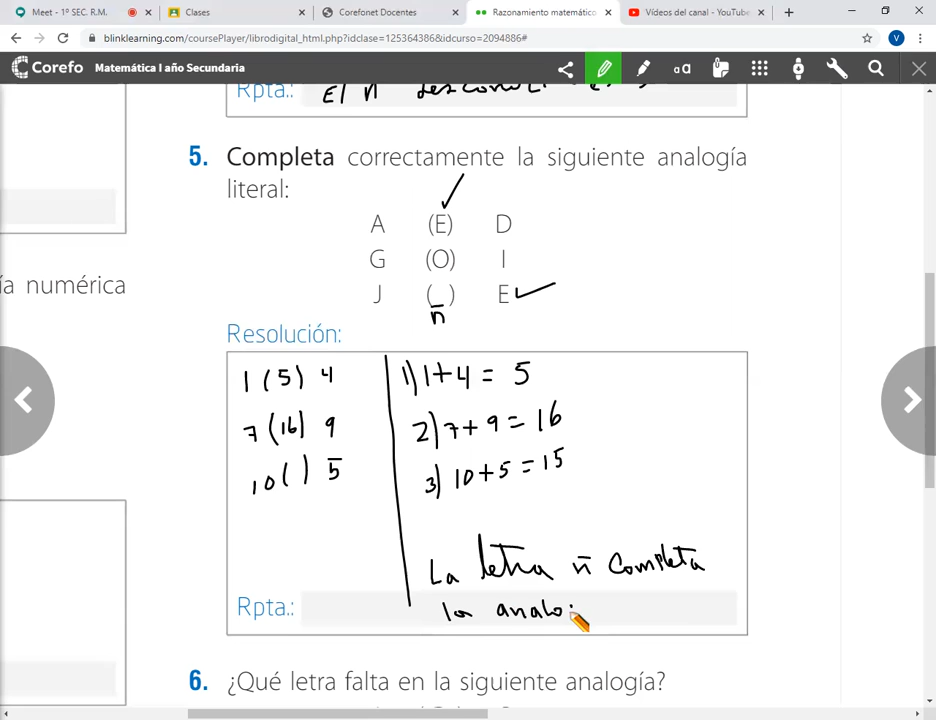 Meet - 1º SEC. R.M.
Clases
Corefonet Docentes
Razonamiento matemático
Vídeos del canal - YouTube
blinklearning.com/coursePlayer/librodigital_html.php?idclase=125364386&idcurso=2094886#
Corefo Matemática I año Secundaria
Rpta.: El n
5. Completa correctamente la siguiente analogía
literal:
A (E) D
G (O) I
J (_) E
ñ
ía numérica
Resolución:
1 (5) 4 1) 1+4 = 5
7 (16) 9 2) 7+9 = 16
10 ( ) 5 3) 10+5 = 15
La letra ñ completa
Rpta.: la analo
6. ¿Qué letra falta en la siguiente analogía?